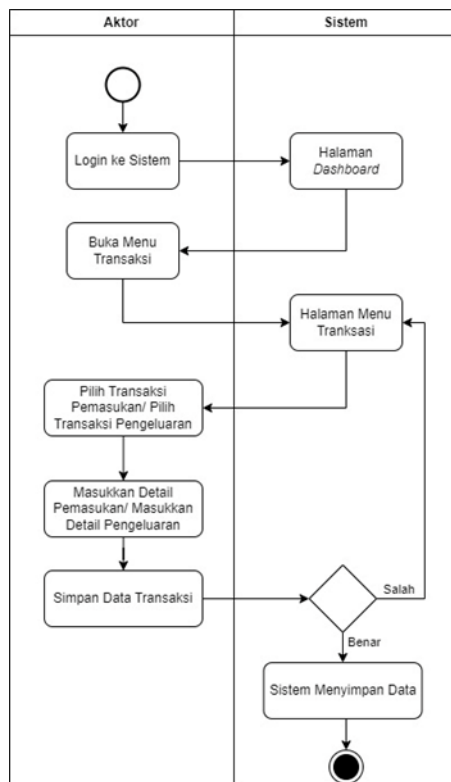 Aktor
Sistem
Login ke Sistem
Halaman
Dashboard
Buka Menu
Transaksi
Halaman Menu
Tranksasi
Pilih Transaksi
Pemasukan/ Pilih
Transaksi Pengeluaran
Masukkan Detail
Pemasukan/ Masukkan
Detail Pengeluaran
Simpan Data Transaksi
Salah
Benar
Sistem Menyimpan Data